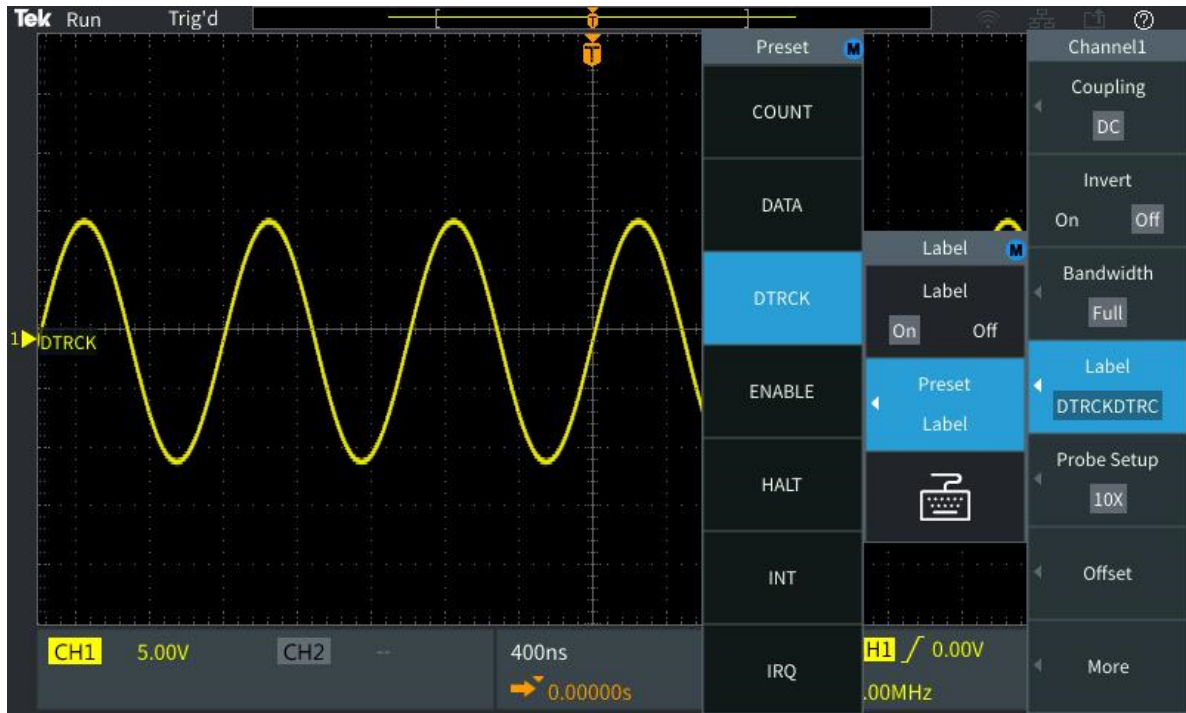 Tek Run Trig'd
T
T
Preset M
COUNT
DATA
DTRCK
ENABLE
HALT
INT
IRQ
Label M
Label
On Off
Preset
Label
Channel1
Coupling
DC
Invert
On Off
Bandwidth
Full
Label
DTRCKDTRC
Probe Setup
10X
Offset
More
1 DTRCK
CH1 5.00V CH2 -- 400ns H1 0.00V
0.00000s .00MHz